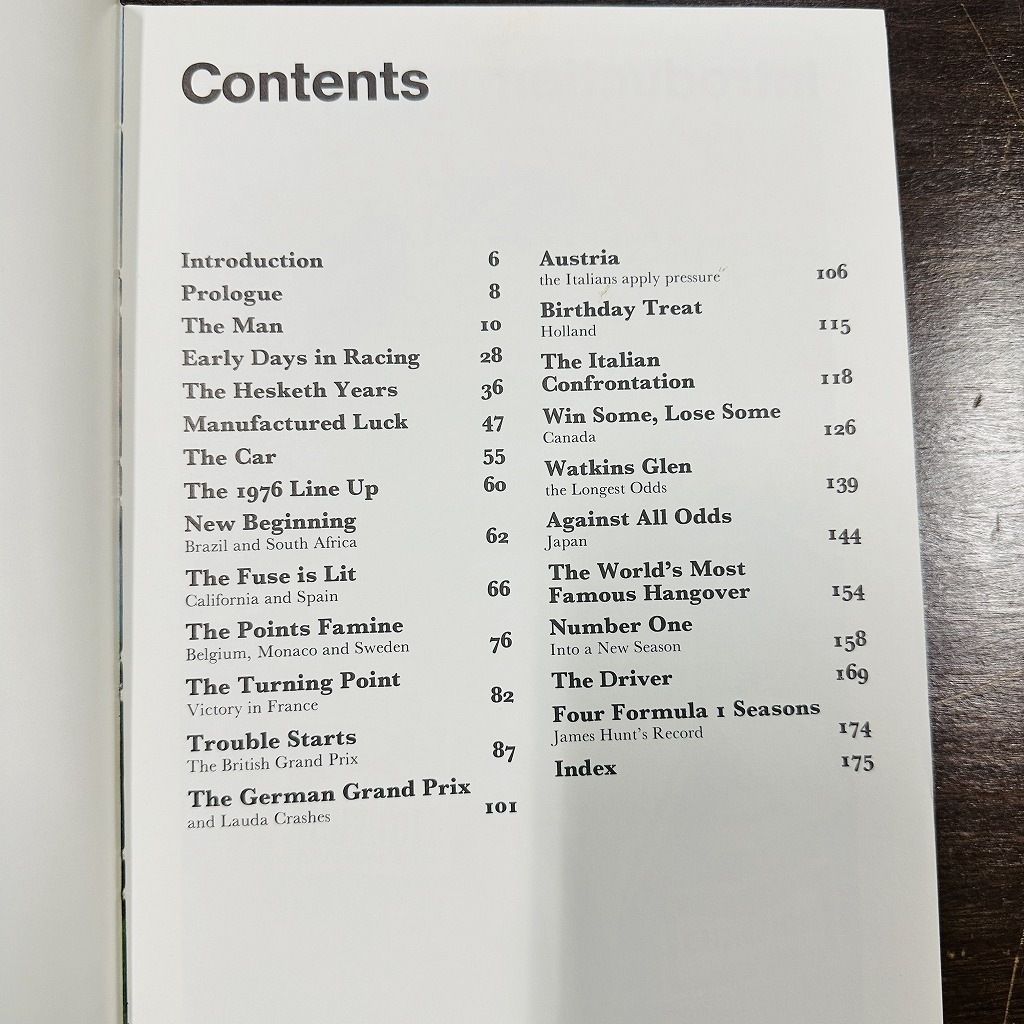 Contents
Introduction 6
Prologue 8
The Man 10
Early Days in Racing 28
The Hesketh Years 36
Manufactured Luck 47
The Car 55
The 1976 Line Up 60
New Beginning
Brazil and South Africa 62
The Fuse is Lit
California and Spain 66
The Points Famine
Belgium, Monaco and Sweden 76
The Turning Point
Victory in France 82
Trouble Starts
The British Grand Prix 87
The German Grand Prix
and Lauda Crashes 101
Austria
the Italians apply pressure 106
Birthday Treat
Holland 115
The Italian
Confrontation 118
Win Some, Lose Some
Canada 126
Watkins Glen
the Longest Odds 139
Against All Odds
Japan 144
The World's Most
Famous Hangover 154
Number One
Into a New Season 158
The Driver 169
Four Formula 1 Seasons
James Hunt's Record 174
Index 175